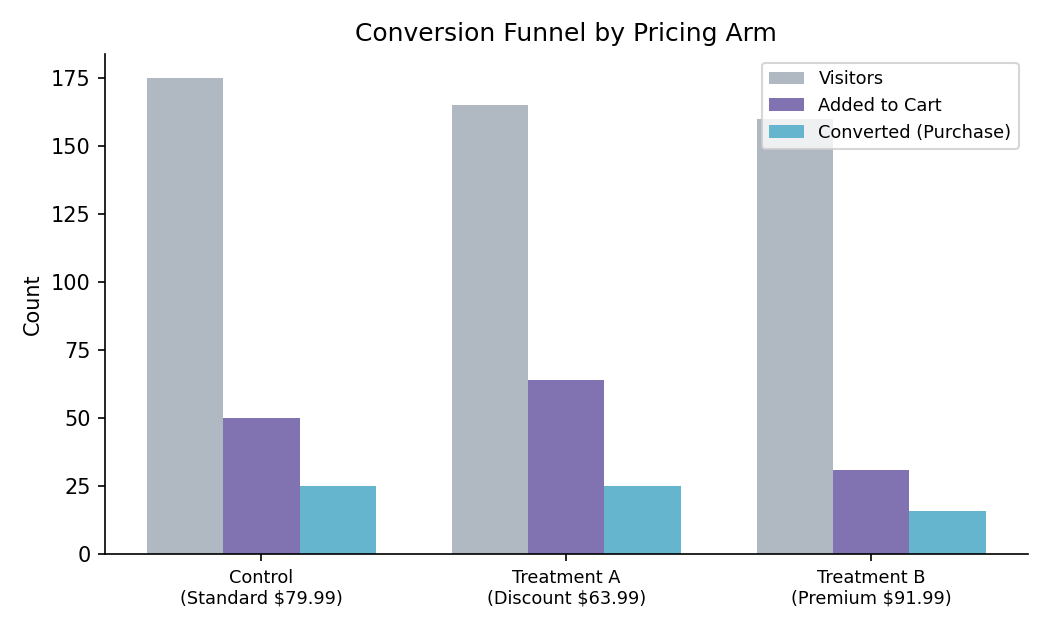 Conversion Funnel by Pricing Arm
Visitors
Added to Cart
Converted (Purchase)
Count
175
150
125
100
75
50
25
0
Control
(Standard $79.99)
Treatment A
(Discount $63.99)
Treatment B
(Premium $91.99)